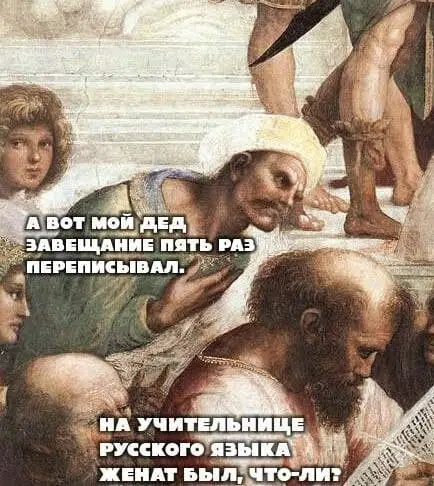 А ВОТ МОЙ ДЕД
ЗАВЕЩАНИЕ ПЯТЬ РАЗ
ПЕРЕПИСЫВАЛ.
НА УЧИТЕЛЬНИЦЕ
РУССКОГО ЯЗЫКА
ЖЕНАТ БЫЛ, ЧТО-ЛИ?